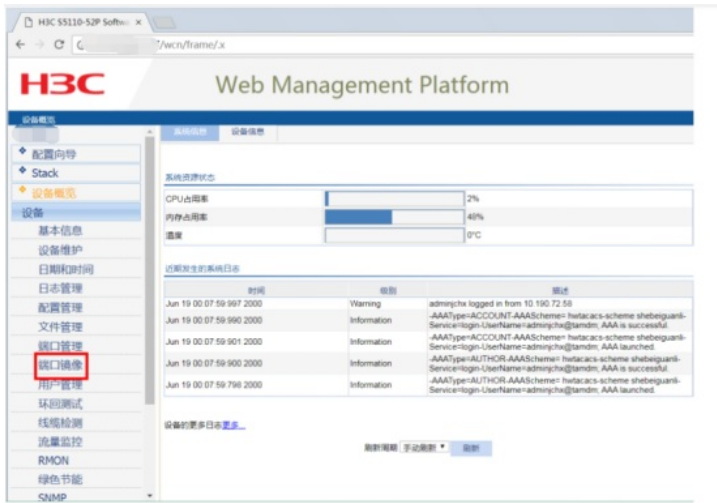 H3C S5110-52P Softw
/wcn/frame/.x
H3C
Web Management Platform
设备概览
系统信息 设备信息
配置向导
Stack
设备概览
设备
基本信息
设备维护
日期和时间
日志管理
配置管理
文件管理
端口管理
端口镜像
用户管理
环回测试
线缆检测
流量监控
RMON
绿色节能
SNMP
系统资源状态
CPU占用率 2%
内存占用率 48%
温度 0°C
近期发生的系统日志
时间 级别 描述
Jun 19 00:07:59:997 2000 Warning adminjchx logged in from 10.190.72.58
Jun 19 00:07:59:990 2000 Information -AAAType=ACCOUNT-AAAScheme= hwtacacs-scheme shebeiguanli-
Service=login-UserName=adminjchx@tamdm; AAA is successful.
Jun 19 00:07:59:901 2000 Information -AAAType=ACCOUNT-AAAScheme= hwtacacs-scheme shebeiguanli-
Service=login-UserName=adminjchx@tamdm; AAA launched.
Jun 19 00:07:59:900 2000 Information -AAAType=AUTHOR-AAAScheme= hwtacacs-scheme shebeiguanli-
Service=login-UserName=adminjchx@tamdm; AAA is successful.
Jun 19 00:07:59:798 2000 Information -AAAType=AUTHOR-AAAScheme= hwtacacs-scheme shebeiguanli-
Service=login-UserName=adminjchx@tamdm; AAA launched.
设备的更多日志更多...
刷新周期 手动刷新 刷新